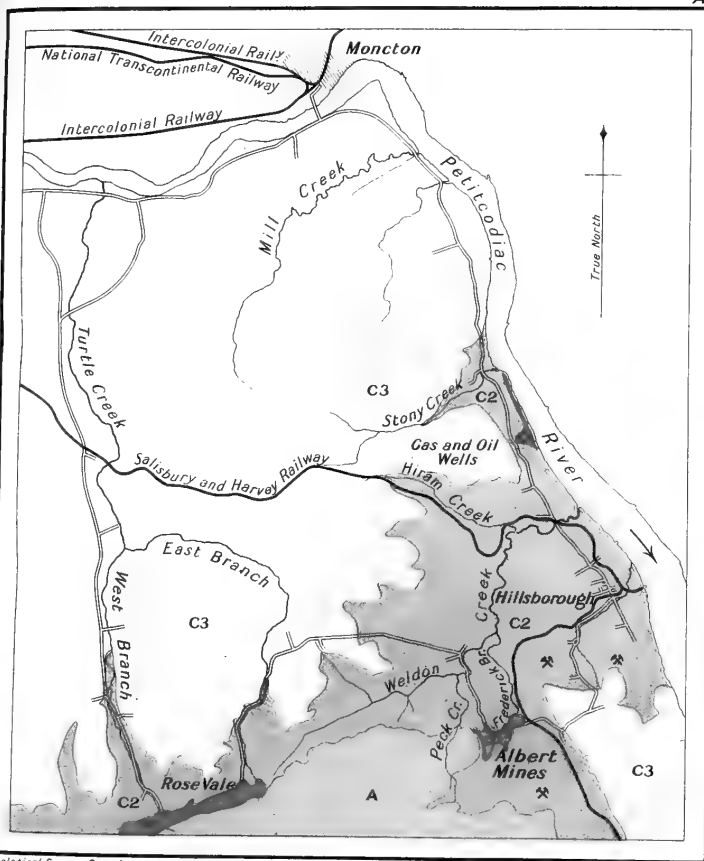 Intercolonial Rail'y
Moncton
National Transcontinental Railway
Intercolonial Railway
Mill Creek
Petitcodiac River
True North
Turtle Creek
C3
Stony Creek
C2
Gas and Oil
Wells
Salisbury and Harvey Railway
Hiram Creek
East Branch
West Branch
C3
Weldon Creek
Hillsborough
C2
Frederick Br.
Peck Cr.
Albert
Mines
Rose Vale
C2
A
C3